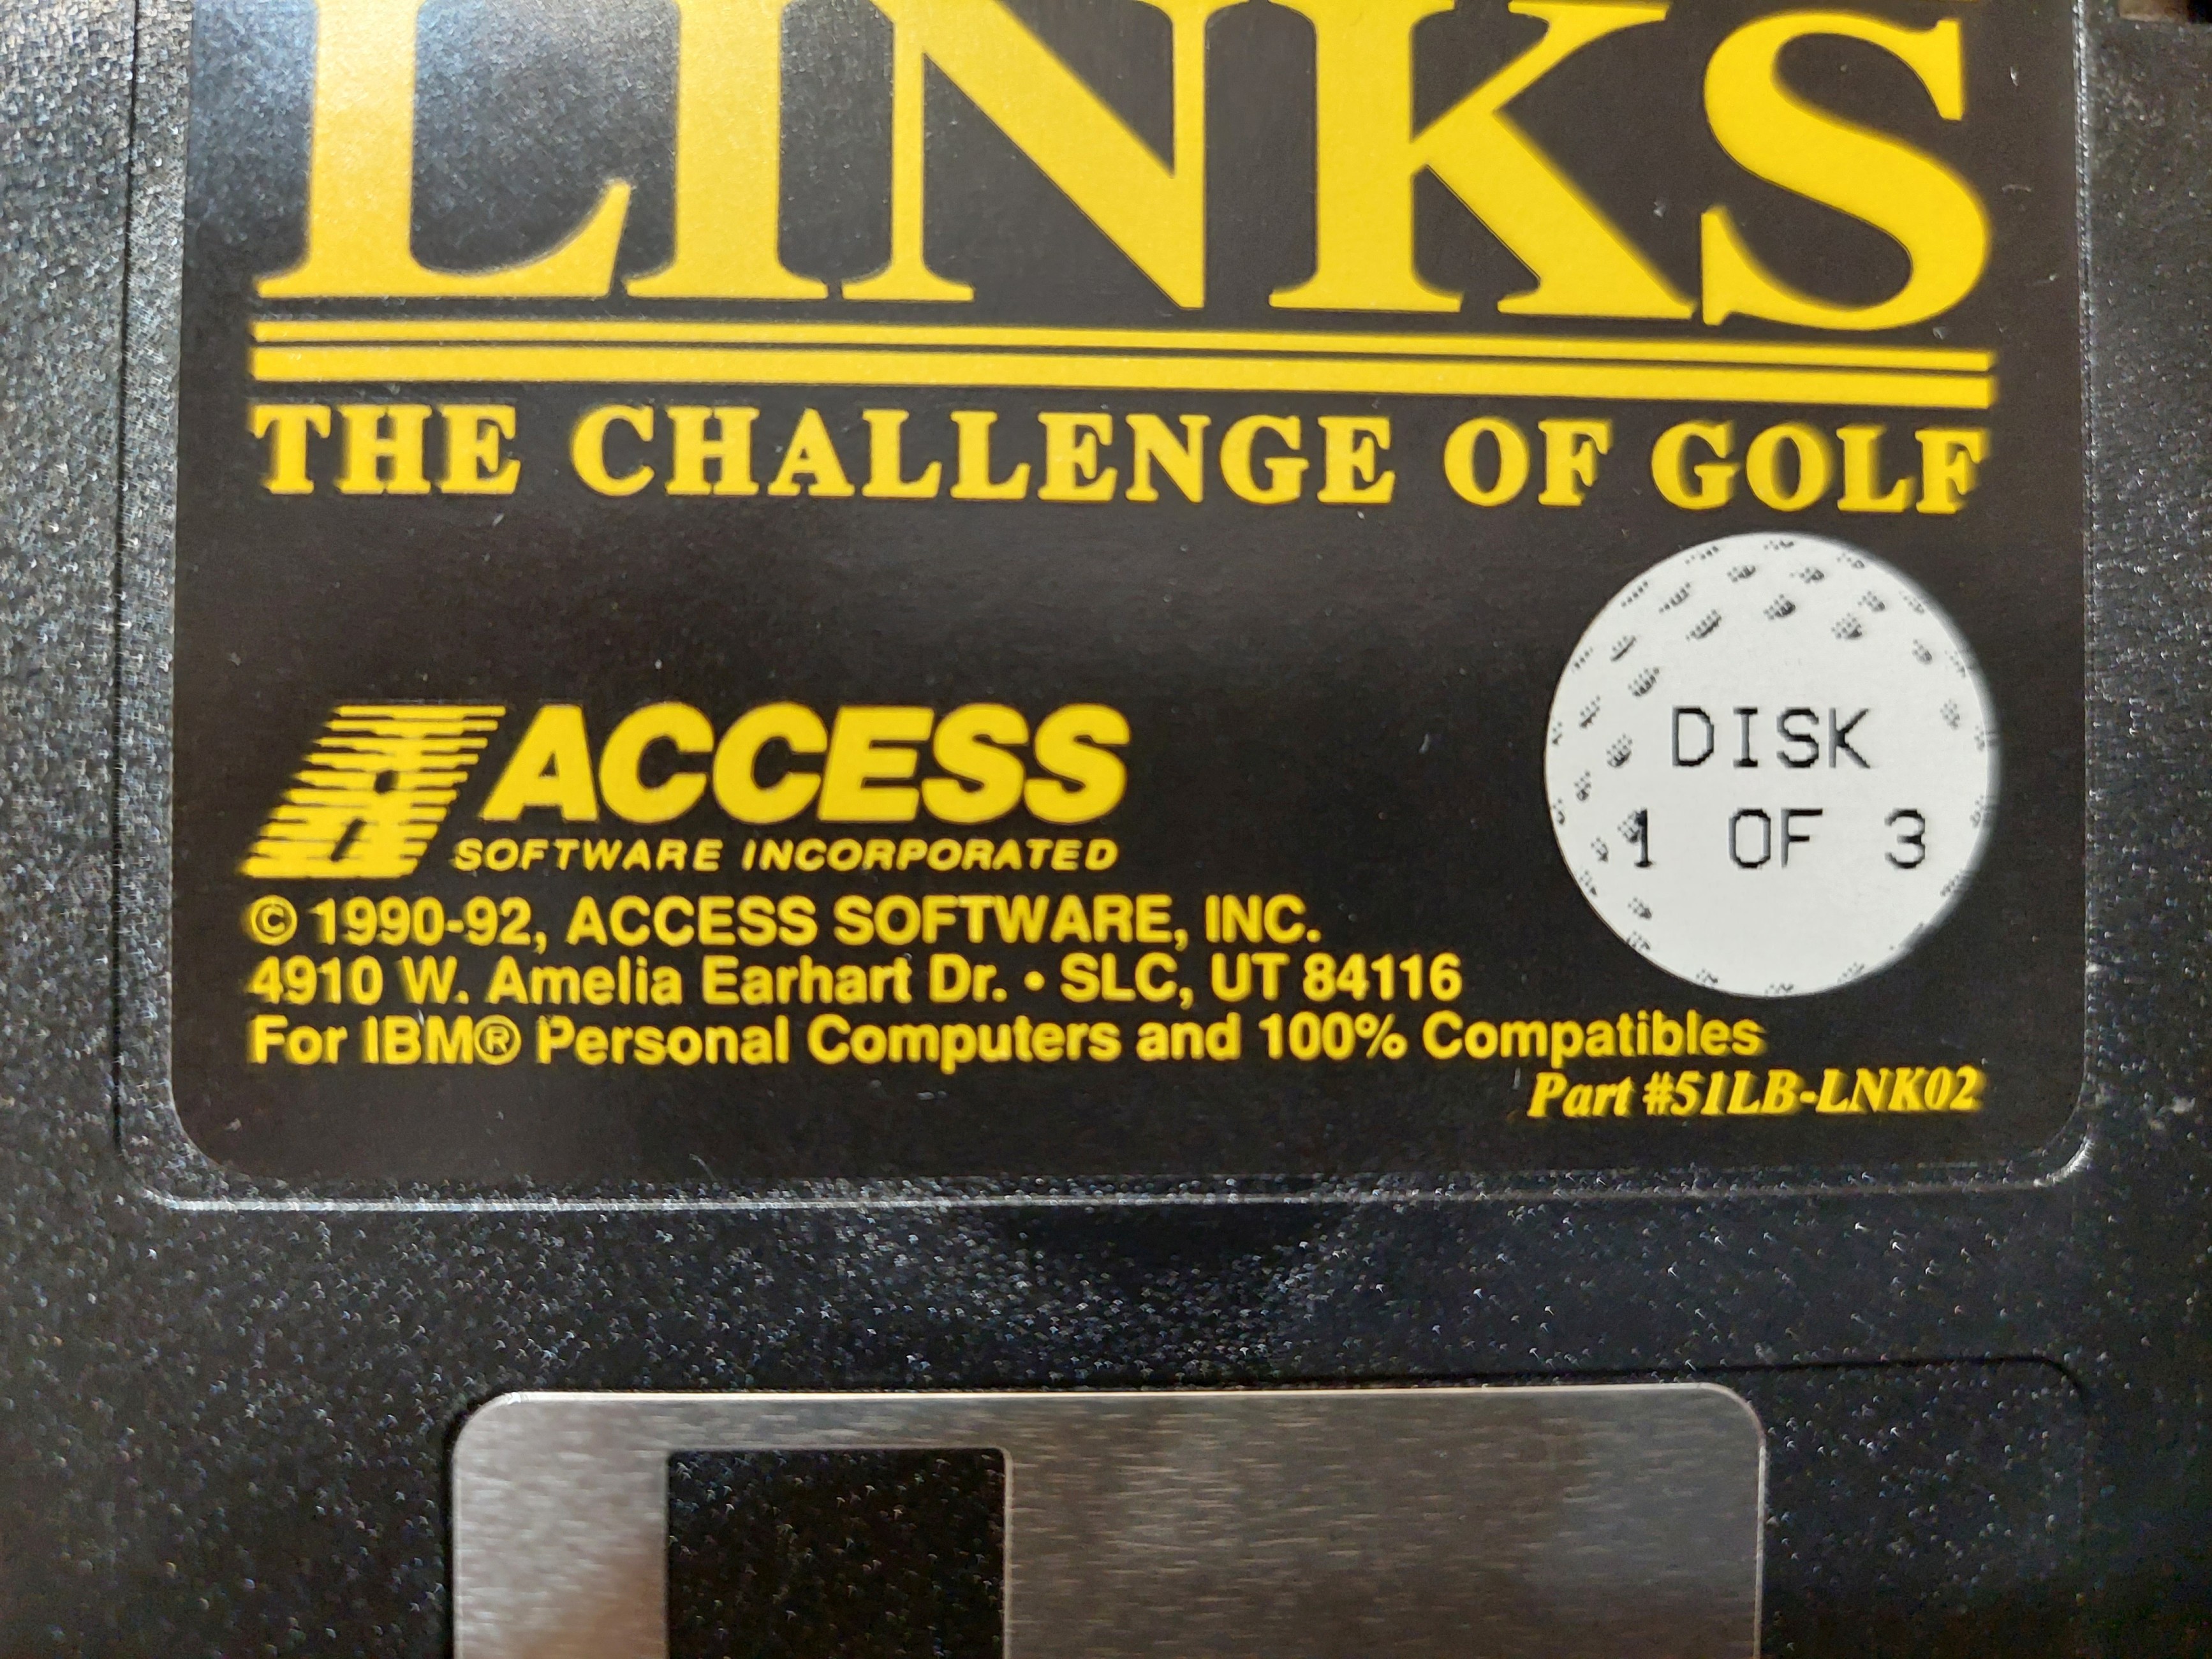 LINKS
THE CHALLENGE OF GOLF
DISK
1 OF 3
ACCESS
SOFTWARE INCORPORATED
© 1990-92, ACCESS SOFTWARE, INC.
4910 W. Amelia Earhart Dr. • SLC, UT 84116
For IBM® Personal Computers and 100% Compatibles
Part #51LB-LNK02